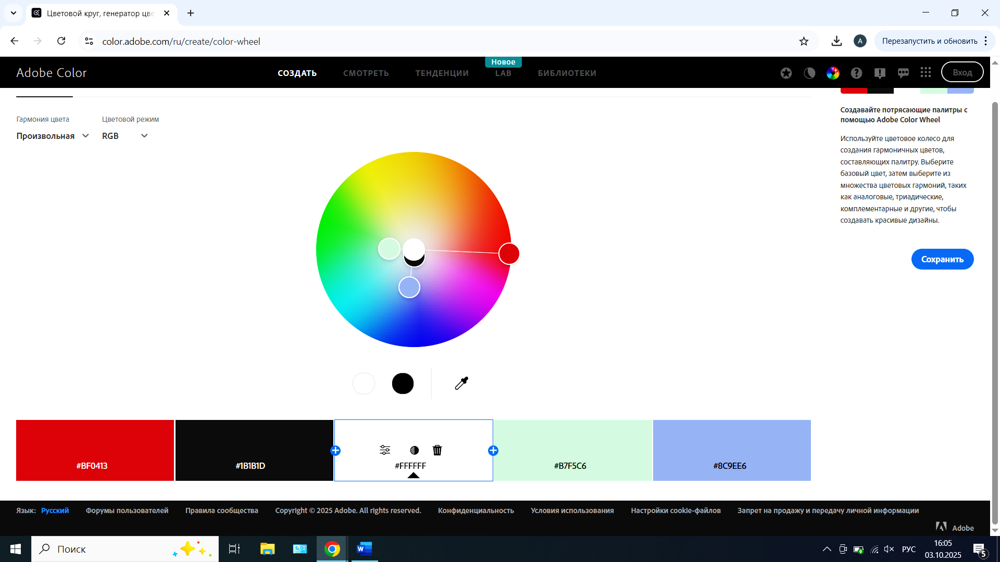 Цветовой круг, генератор цве
color.adobe.com/ru/create/color-wheel
A
Перезапустить и обновить
Adobe Color
СОЗДАТЬ
СМОТРЕТЬ
ТЕНДЕНЦИИ
Новое
LAB
БИБЛИОТЕКИ
Вход
Гармония цвета
Цветовой режим
Произвольная
RGB
Создавайте потрясающие палитры с
помощью Adobe Color Wheel
Используйте цветовое колесо для
создания гармоничных цветов,
составляющих палитру. Выберите
базовый цвет, затем выберите из
множества цветовых гармоний, таких
как аналоговые, триадические,
комплементарные и другие, чтобы
создавать красивые дизайны.
Сохранить
#BF0413
#1B1B1D
#FFFFFF
#B7F5C6
#8C9EE6
Язык: Русский
Форумы пользователей
Правила сообщества
Copyright © 2025 Adobe. All rights reserved.
Конфиденциальность
Условия использования
Настройки cookie-файлов
Запрет на продажу и передачу личной информации
Adobe
Поиск
W
РУС
16:05
03.10.2025
5